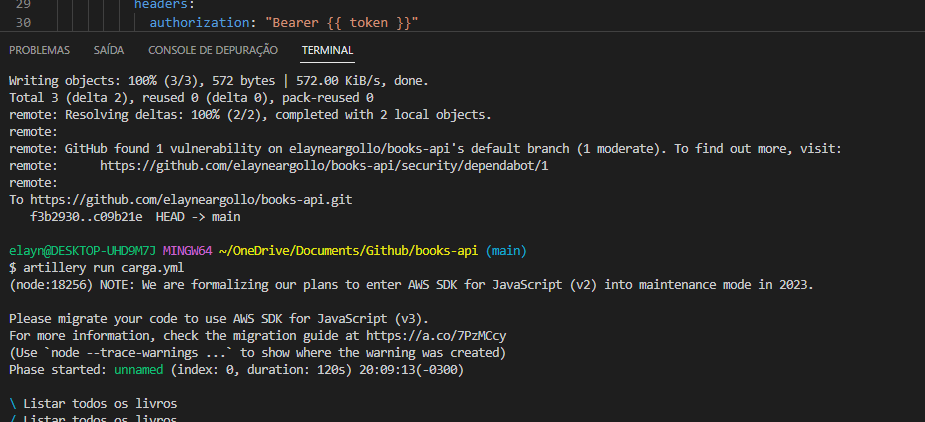 29 headers:
30 authorization: "Bearer {{ token }}"
PROBLEMAS SAÍDA CONSOLE DE DEPURAÇÃO TERMINAL
Writing objects: 100% (3/3), 572 bytes | 572.00 KiB/s, done.
Total 3 (delta 2), reused 0 (delta 0), pack-reused 0
remote: Resolving deltas: 100% (2/2), completed with 2 local objects.
remote:
remote: GitHub found 1 vulnerability on elayneargollo/books-api's default branch (1 moderate). To find out more, visit:
remote:      https://github.com/elayneargollo/books-api/security/dependabot/1
remote:
To https://github.com/elayneargollo/books-api.git
   f3b2930..c09b21e  HEAD -> main
elayn@DESKTOP-UHD9M7J MINGW64 ~/OneDrive/Documents/Github/books-api (main)
$ artillery run carga.yml
(node:18256) NOTE: We are formalizing our plans to enter AWS SDK for JavaScript (v2) into maintenance mode in 2023.
Please migrate your code to use AWS SDK for JavaScript (v3).
For more information, check the migration guide at https://a.co/7PzMCcy
(Use `node --trace-warnings ...` to show where the warning was created)
Phase started: unnamed (index: 0, duration: 120s) 20:09:13(-0300)
\ Listar todos os livros
/ Listar todos os livros